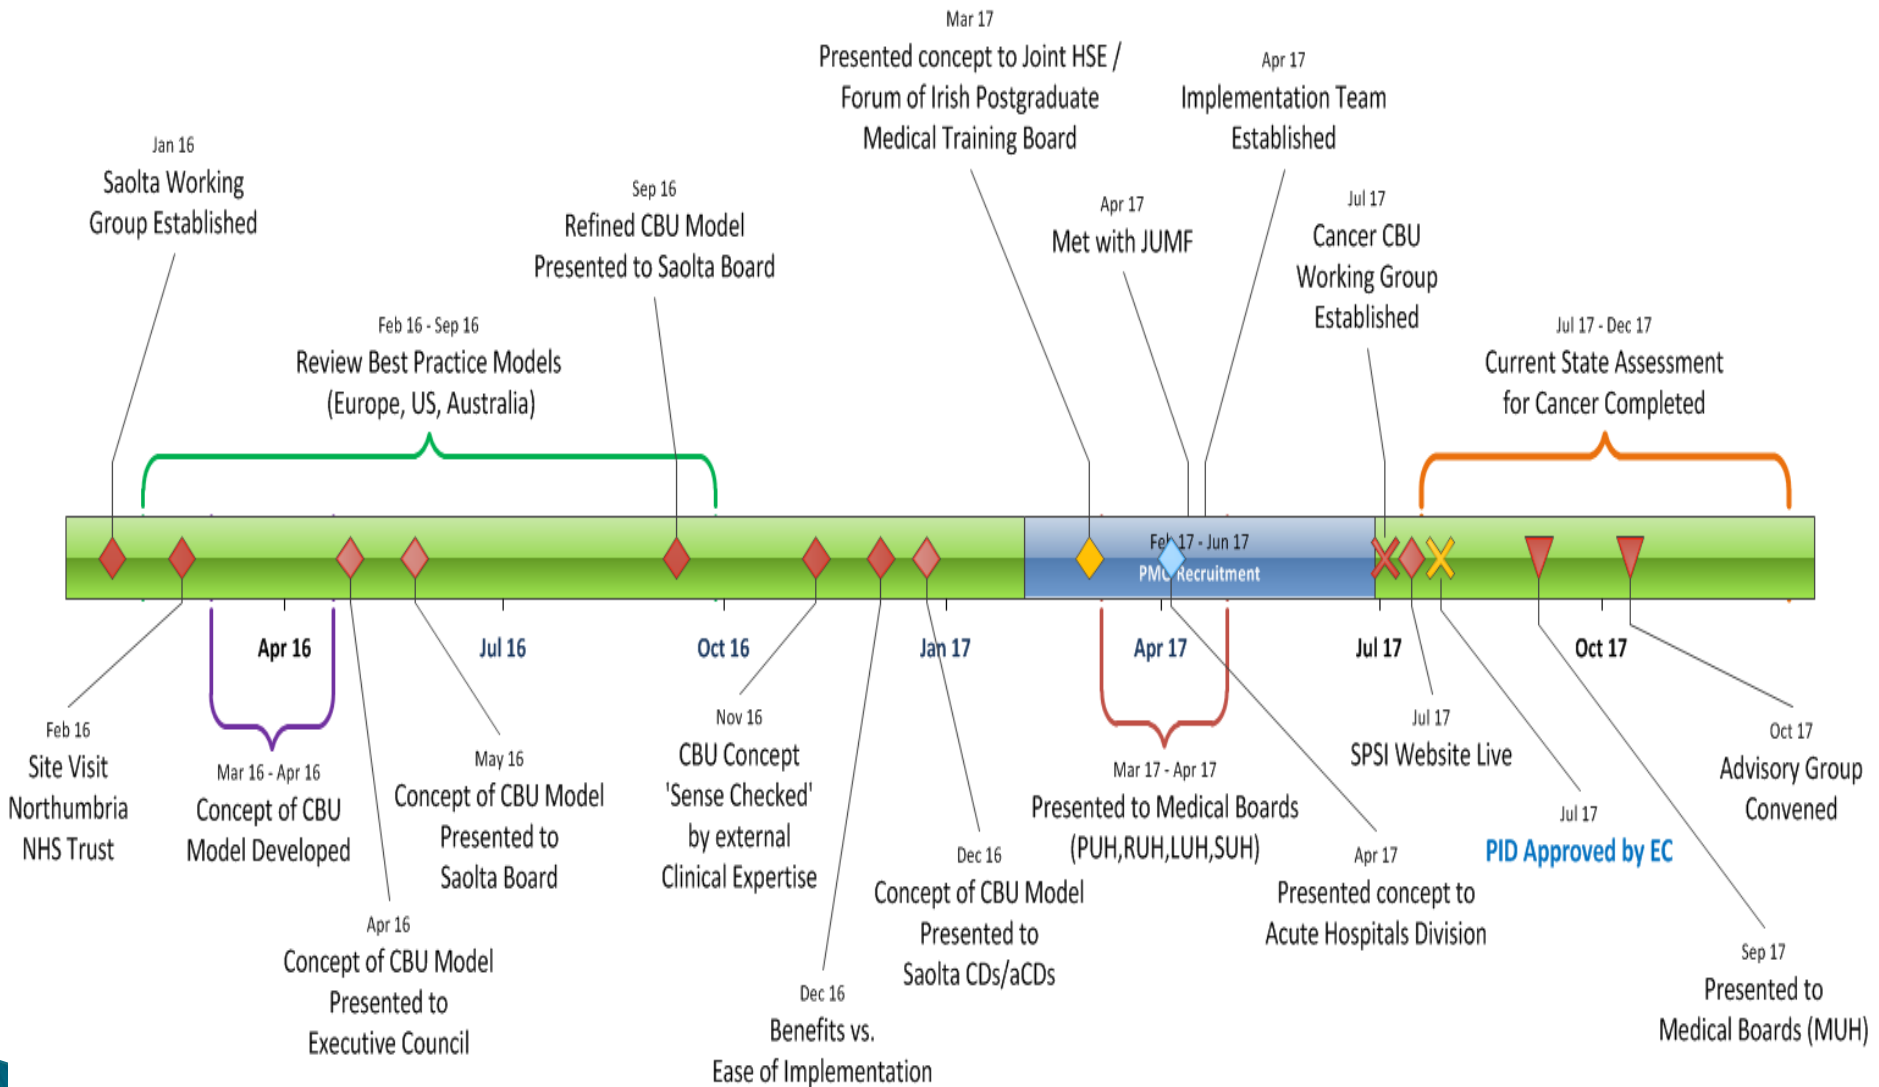 Mar 17
Presented concept to Joint HSE /
Forum of Irish Postgraduate
Medical Training Board
Apr 17
Implementation Team
Established
Jan 16
Saolta Working
Group Established
Sep 16
Refined CBU Model
Presented to Saolta Board
Apr 17
Met with JUMF
Jul 17
Cancer CBU
Working Group
Established
Feb 16 - Sep 16
Review Best Practice Models
(Europe, US, Australia)
Jul 17 - Dec 17
Current State Assessment
for Cancer Completed
Feb 17 - Jun 17
PMO Recruitment
Apr 16
Jul 16
Oct 16
Jan 17
Apr 17
Jul 17
Oct 17
Feb 16
Site Visit
Northumbria
NHS Trust
Mar 16 - Apr 16
Concept of CBU
Model Developed
Apr 16
Concept of CBU Model
Presented to
Executive Council
May 16
Concept of CBU Model
Presented to
Saolta Board
Nov 16
CBU Concept
'Sense Checked'
by external
Clinical Expertise
Dec 16
Benefits vs.
Ease of Implementation
Dec 16
Concept of CBU Model
Presented to
Saolta CDs/aCDs
Mar 17 - Apr 17
Presented to Medical Boards
(PUH,RUH,LUH,SUH)
Apr 17
Presented concept to
Acute Hospitals Division
Jul 17
SPSI Website Live
Jul 17
PID Approved by EC
Sep 17
Presented to
Medical Boards (MUH)
Oct 17
Advisory Group
Convened